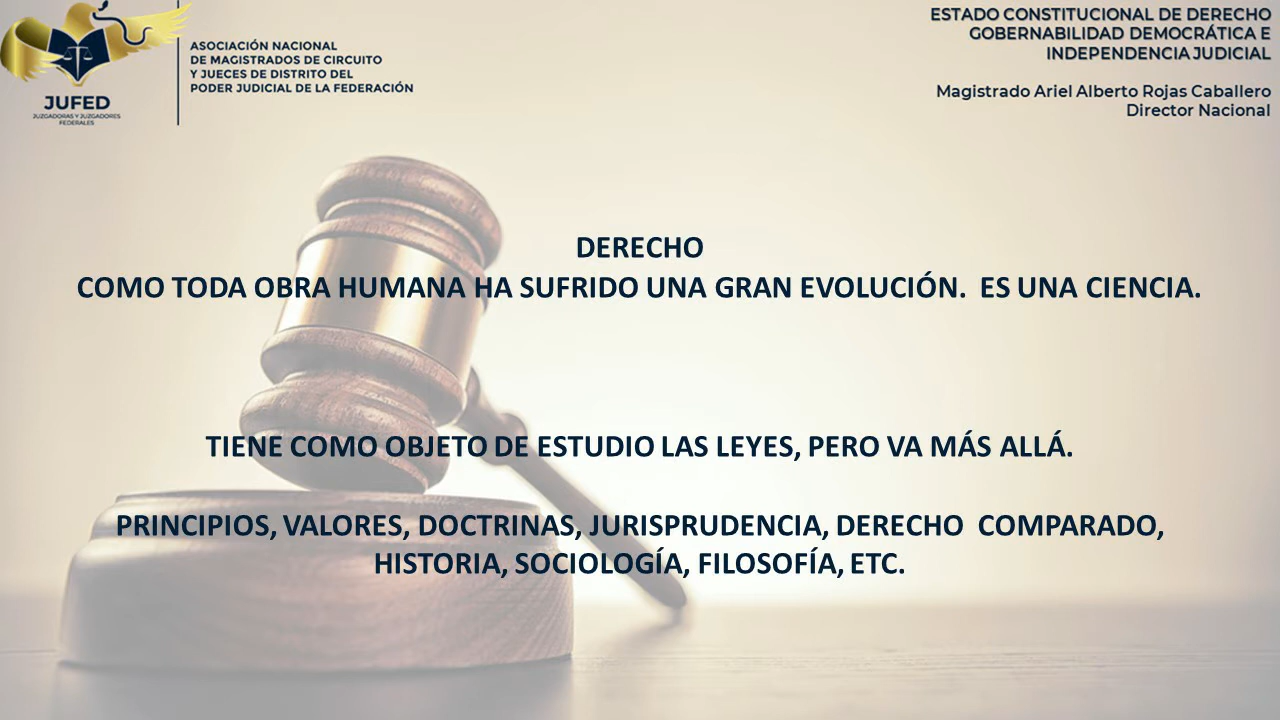 JUFED
JUZGADORAS Y JUZGADORES
FEDERALES
ASOCIACIÓN NACIONAL
DE MAGISTRADOS DE CIRCUITO
Y JUECES DE DISTRITO DEL
PODER JUDICIAL DE LA FEDERACIÓN
ESTADO CONSTITUCIONAL DE DERECHO
GOBERNABILIDAD DEMOCRÁTICA E
INDEPENDENCIA JUDICIAL
Magistrado Ariel Alberto Rojas Caballero
Director Nacional
DERECHO
COMO TODA OBRA HUMANA HA SUFRIDO UNA GRAN EVOLUCIÓN. ES UNA CIENCIA.
TIENE COMO OBJETO DE ESTUDIO LAS LEYES, PERO VA MÁS ALLÁ.
PRINCIPIOS, VALORES, DOCTRINAS, JURISPRUDENCIA, DERECHO COMPARADO,
HISTORIA, SOCIOLOGÍA, FILOSOFÍA, ETC.